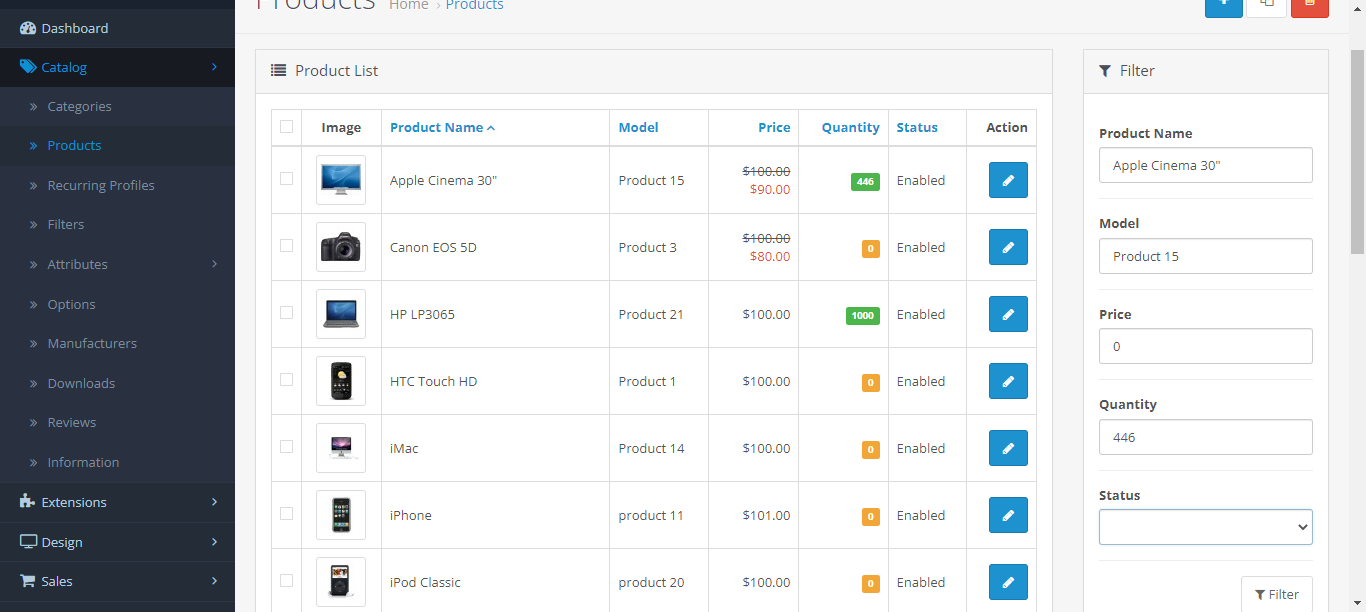 Products Home › Products
Dashboard
Catalog
Categories
Products
Recurring Profiles
Filters
Attributes
Options
Manufacturers
Downloads
Reviews
Information
Extensions
Design
Sales
Product List
Image Product Name Model Price Quantity Status Action
Apple Cinema 30" Product 15 $100.00 446 Enabled
$90.00
Canon EOS 5D Product 3 $100.00 0 Enabled
$80.00
HP LP3065 Product 21 $100.00 1000 Enabled
HTC Touch HD Product 1 $100.00 0 Enabled
iMac Product 14 $100.00 0 Enabled
iPhone product 11 $101.00 0 Enabled
iPod Classic product 20 $100.00 0 Enabled
Filter
Product Name
Apple Cinema 30"
Model
Product 15
Price
0
Quantity
446
Status
Filter